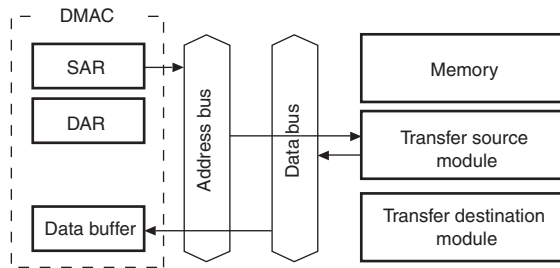 DMAC
SAR
DAR
Data buffer
Address bus
Data bus
Memory
Transfer source
module
Transfer destination
module